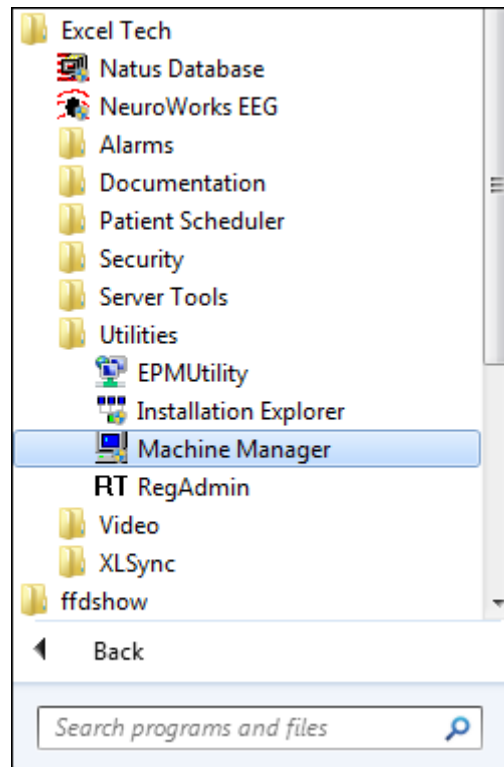 Excel Tech
Natus Database
NeuroWorks EEG
Alarms
Documentation
Patient Scheduler
Security
Server Tools
Utilities
EPMUtility
Installation Explorer
Machine Manager
RT RegAdmin
Video
XLSync
ffdshow
Back
Search programs and files